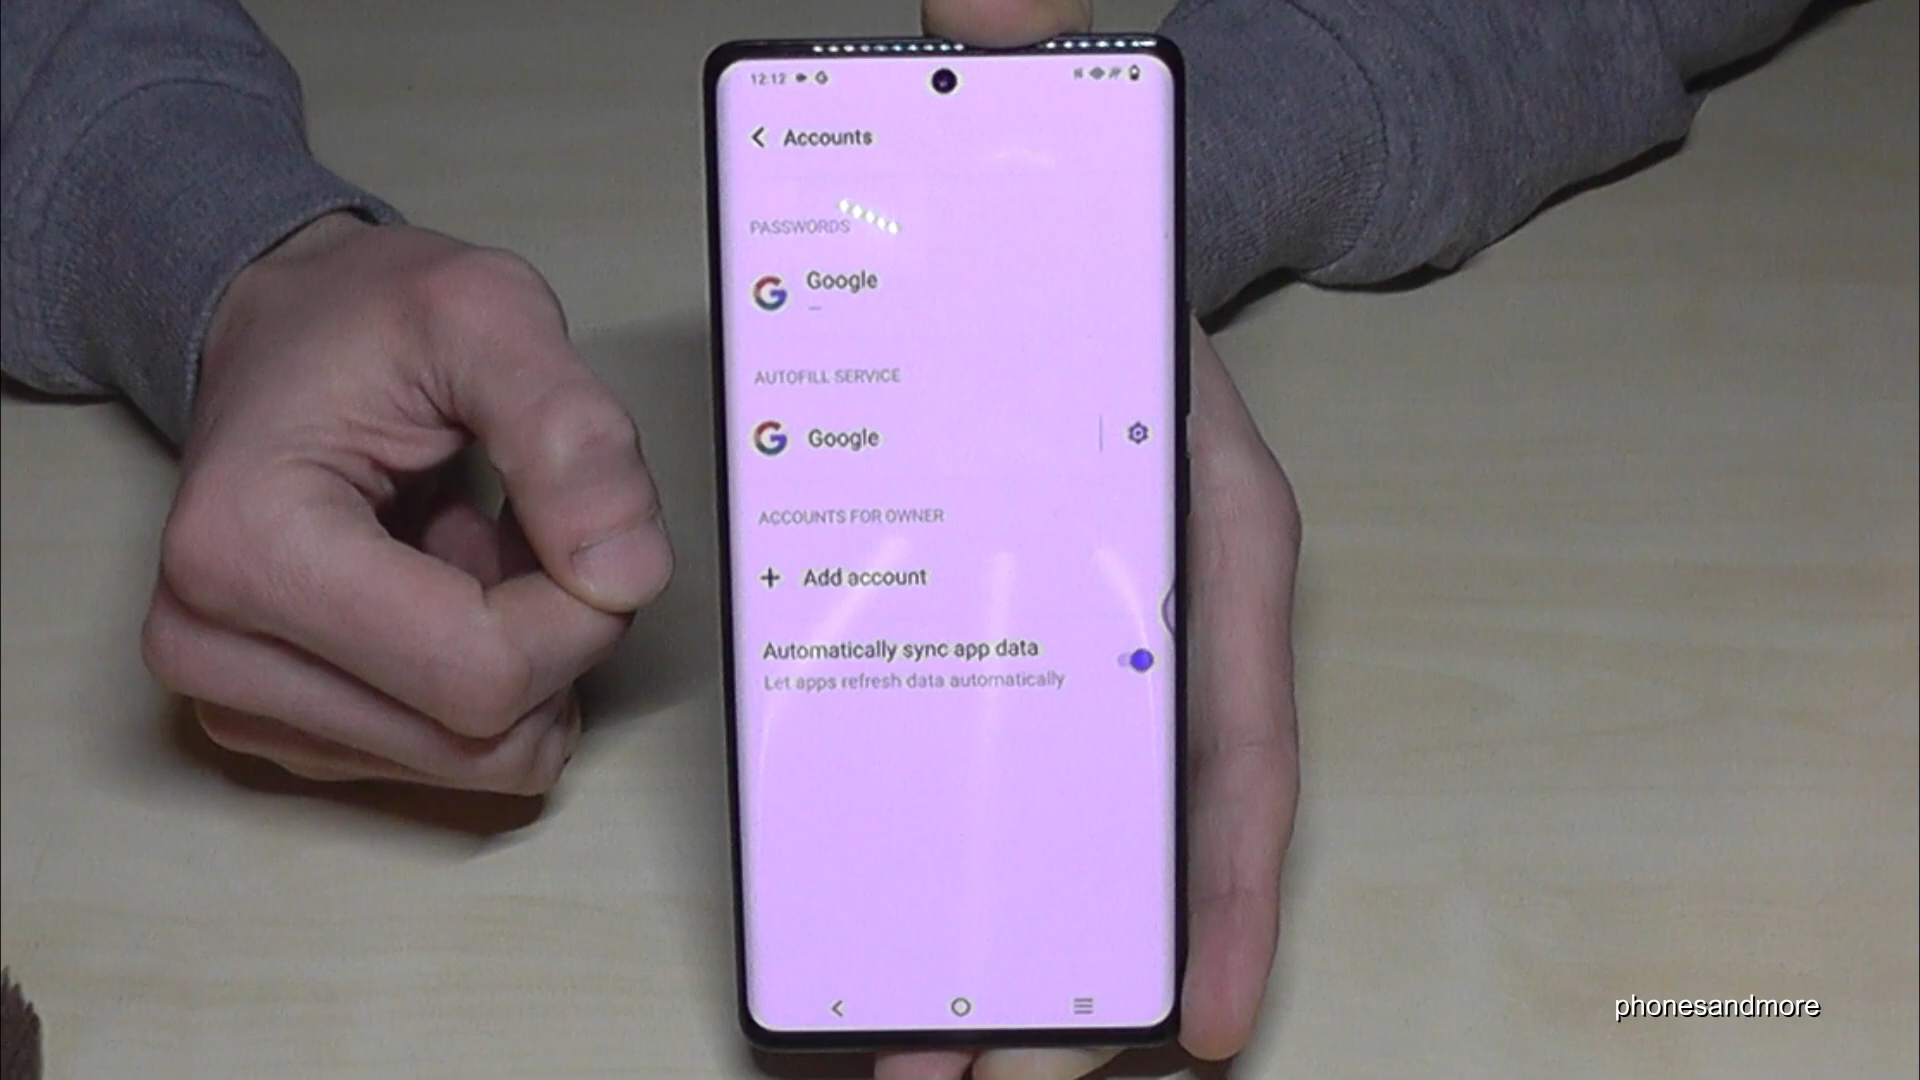 12:12
Accounts
PASSWORDS
Google
AUTOFILL SERVICE
Google
ACCOUNTS FOR OWNER
+ Add account
Automatically sync app data
Let apps refresh data automatically
phonesandmore